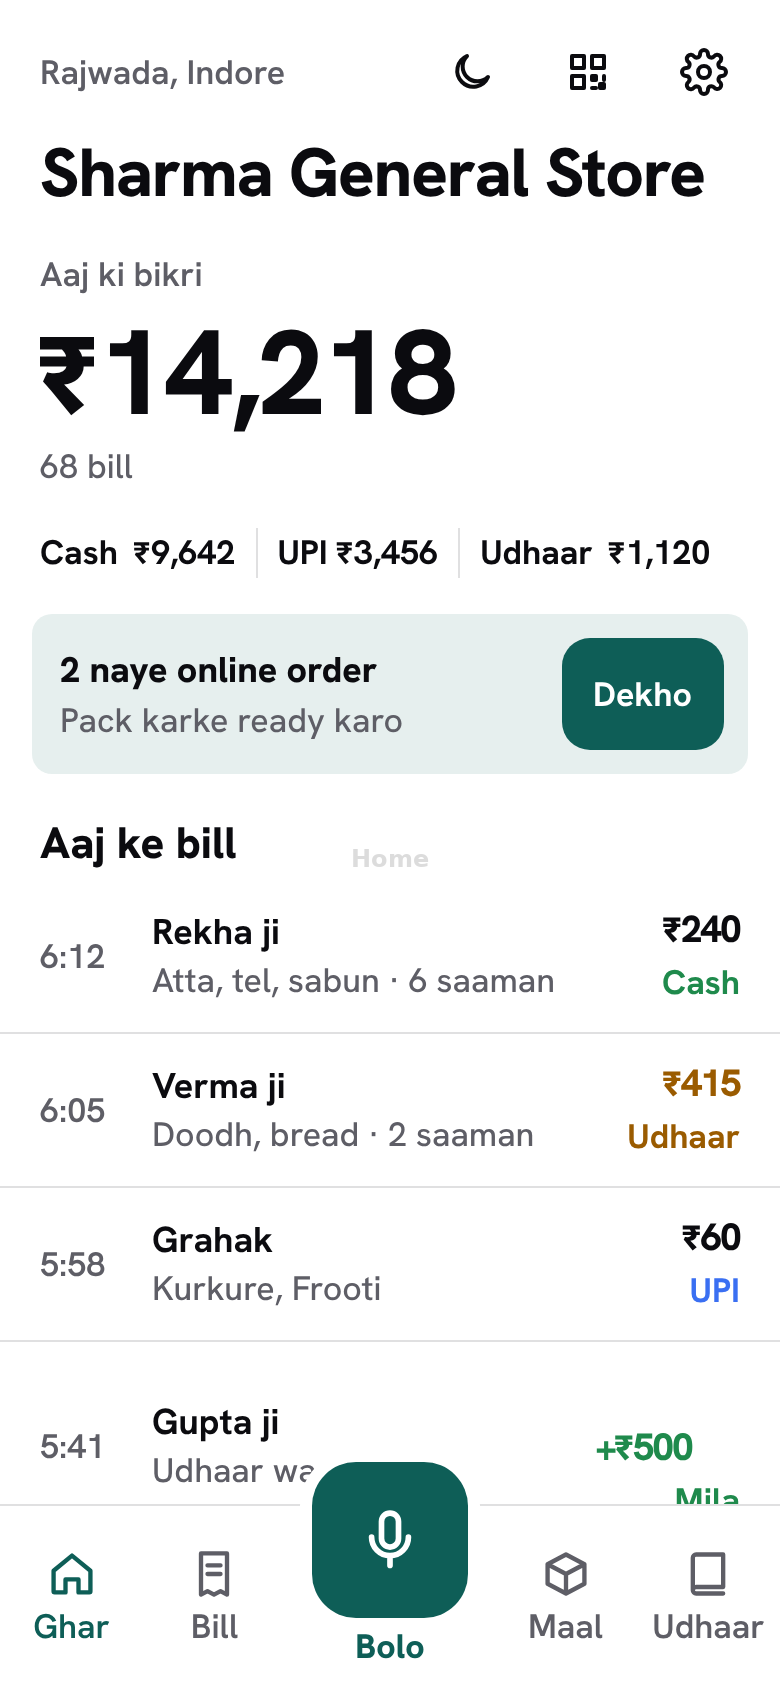 Rajwada, Indore
Sharma General Store
Aaj ki bikri
₹14,218
68 bill
Cash ₹9,642 UPI ₹3,456 Udhaar ₹1,120
2 naye online order
Pack karke ready karo
Dekho
Aaj ke bill
Home
6:12 Rekha ji ₹240
Atta, tel, sabun · 6 saaman Cash
6:05 Verma ji ₹415
Doodh, bread · 2 saaman Udhaar
5:58 Grahak ₹60
Kurkure, Frooti UPI
5:41 Gupta ji +₹500
Udhaar Mila
Ghar Bill Bolo Maal Udhaar